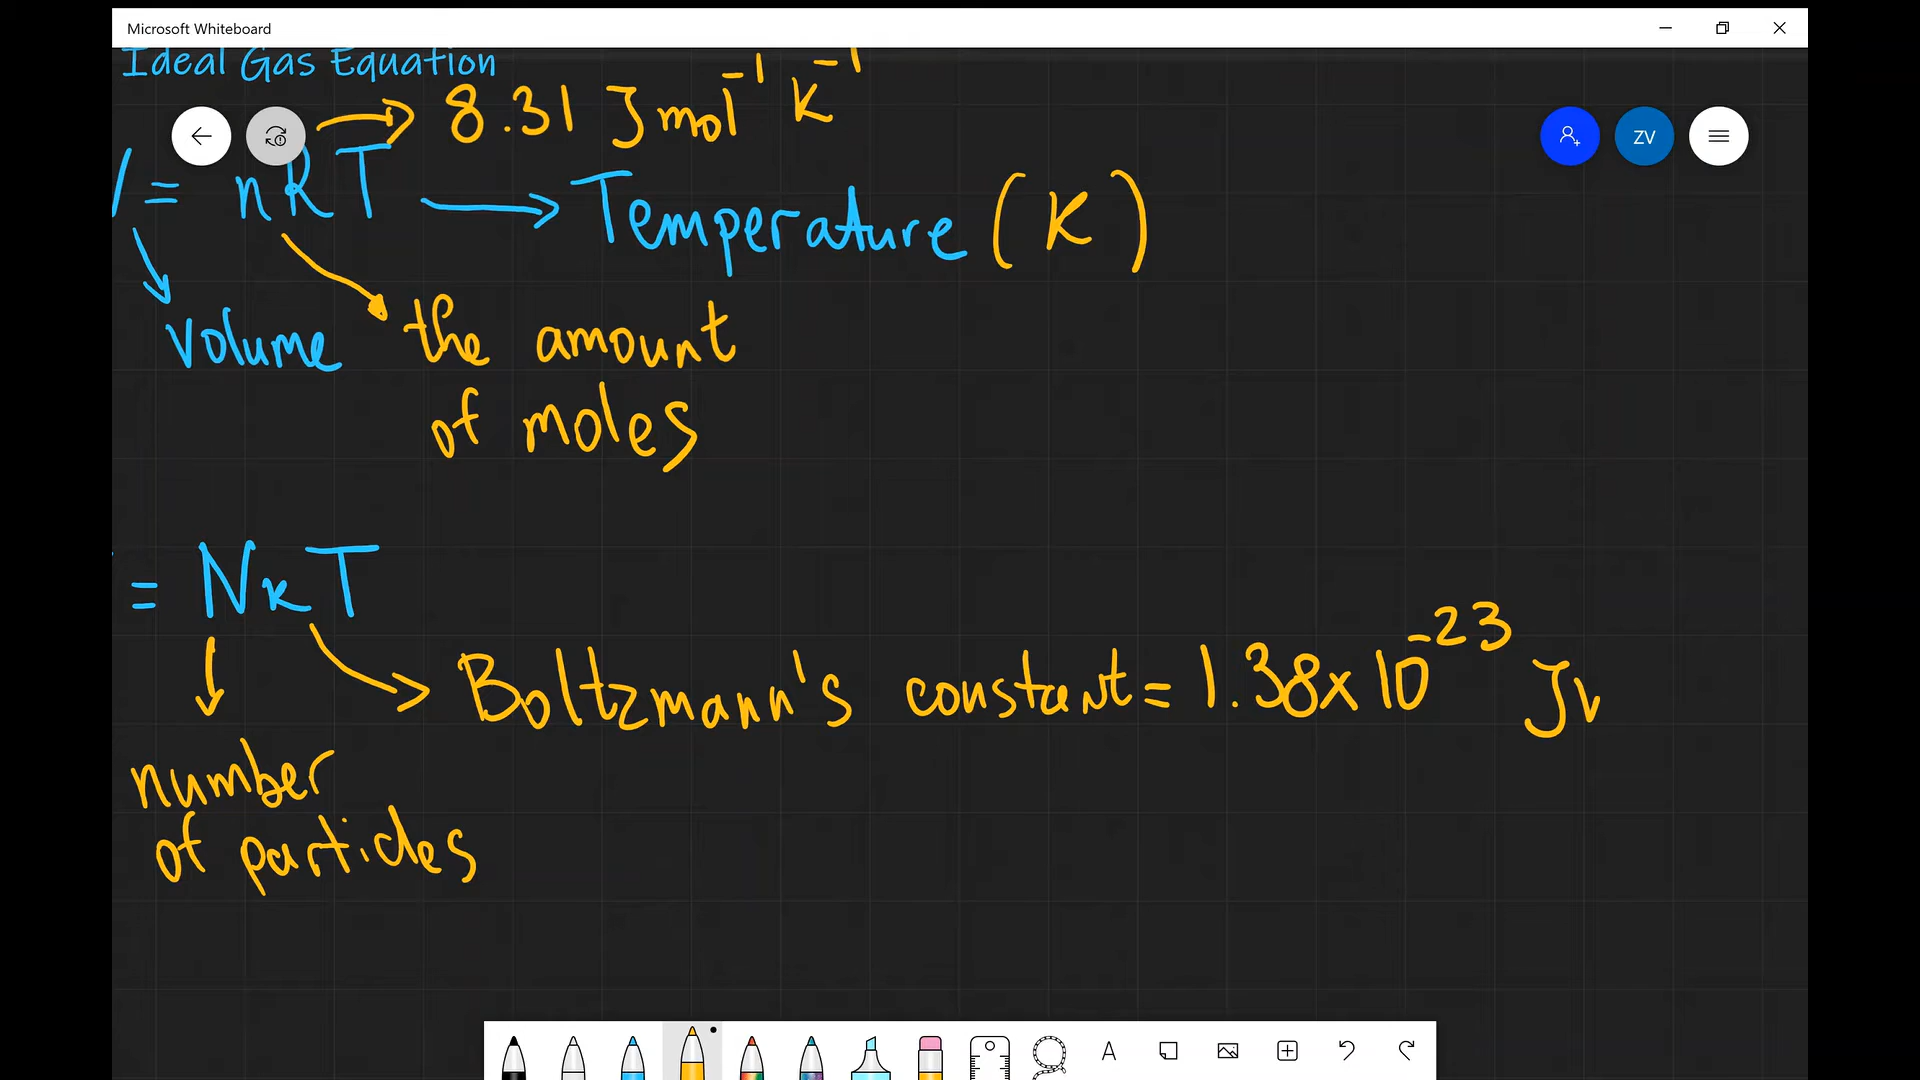 Microsoft Whiteboard
Ideal Gas Equation
8.31 J mol⁻¹ K⁻¹
= nRT → Temperature (K)
ZV
volume
the amount
of moles
= NkT
Boltzmann's constant = 1.38x10⁻²³ J
number
of particles
A